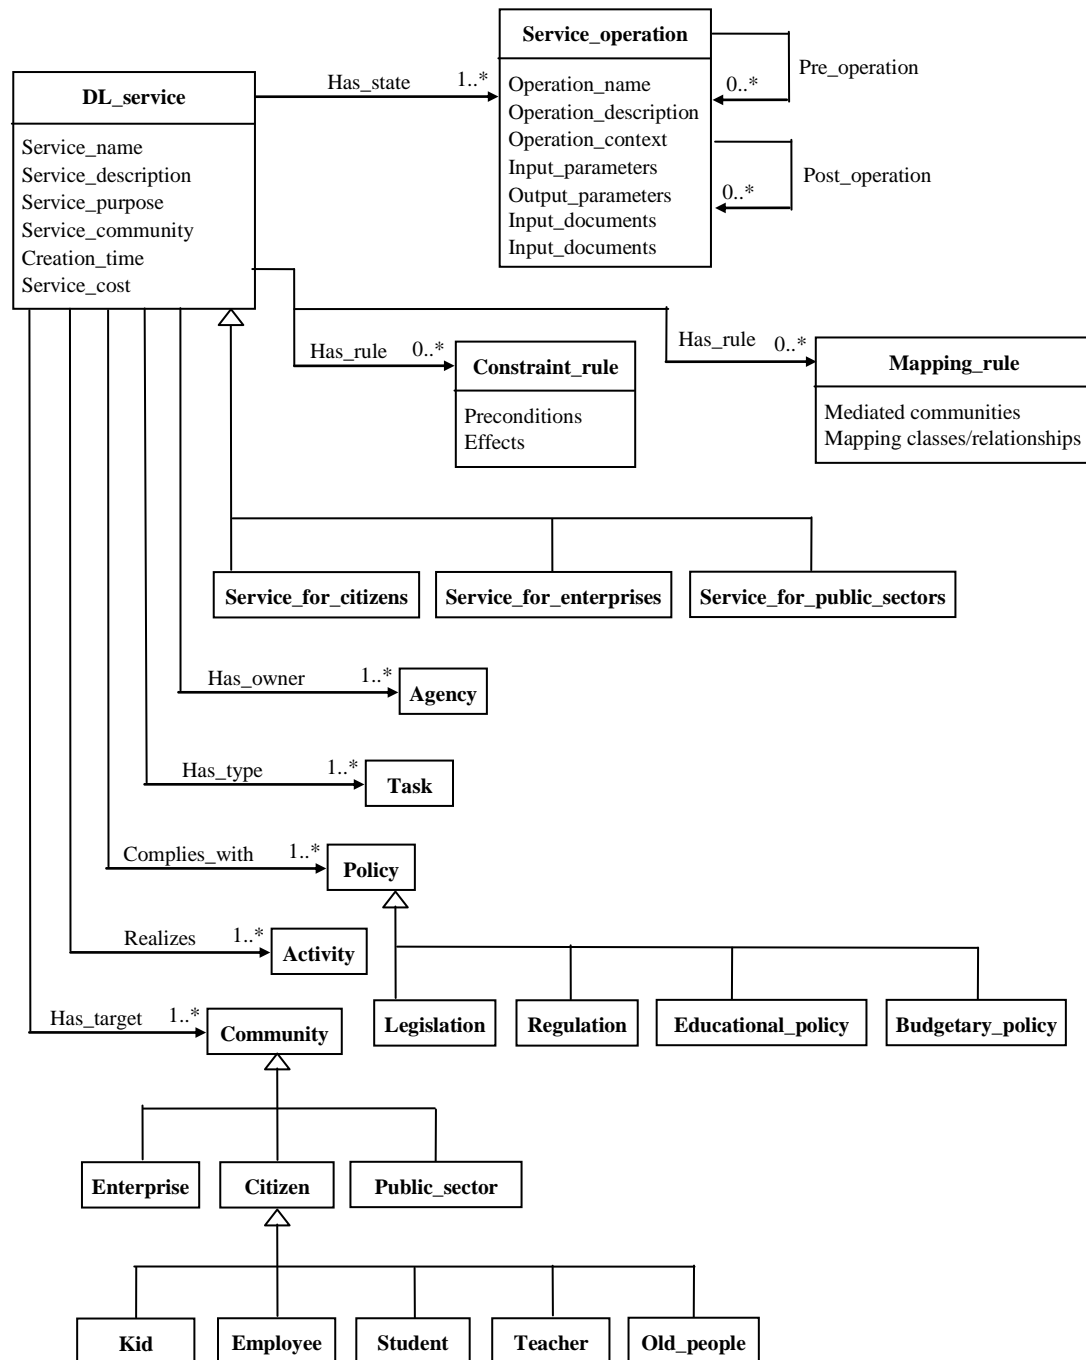 Service_operation
Operation_name
Operation_description
Operation_context
Input_parameters
Output_parameters
Input_documents
Input_documents
Pre_operation
0..*
Post_operation
0..*
Has_state
1..*
DL_service
Service_name
Service_description
Service_purpose
Service_community
Creation_time
Service_cost
Has_rule
0..*
Constraint_rule
Preconditions
Effects
Has_rule
0..*
Mapping_rule
Mediated communities
Mapping classes/relationships
Service_for_citizens
Service_for_enterprises
Service_for_public_sectors
Has_owner
1..*
Agency
Has_type
1..*
Task
Complies_with
1..*
Policy
Realizes
1..*
Activity
Legislation
Regulation
Educational_policy
Budgetary_policy
Has_target
1..*
Community
Enterprise
Citizen
Public_sector
Kid
Employee
Student
Teacher
Old_people